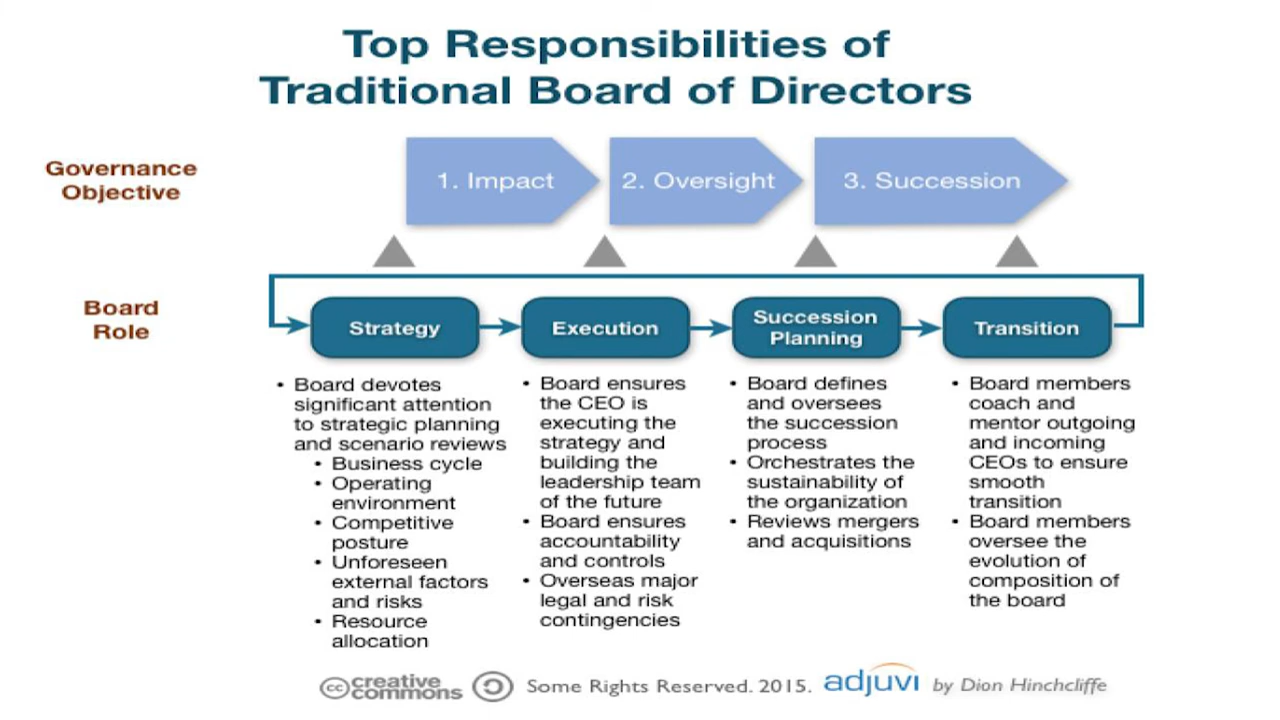 Top Responsibilities of
Traditional Board of Directors
Governance
Objective
1. Impact
2. Oversight
3. Succession
Board
Role
Strategy
Execution
Succession
Planning
Transition
• Board devotes
significant attention
to strategic planning
and scenario reviews
• Business cycle
• Operating
environment
• Competitive
posture
• Unforeseen
external factors
and risks
• Resource
allocation
• Board ensures
the CEO is
executing the
strategy and
building the
leadership team
of the future
• Board ensures
accountability
and controls
• Overseas major
legal and risk
contingencies
• Board defines
and oversees
the succession
process
• Orchestrates the
sustainability of
the organization
• Reviews mergers
and acquisitions
• Board members
coach and
mentor outgoing
and incoming
CEOs to ensure
smooth
transition
• Board members
oversee the
evolution of
composition of
the board
cc creative
commons
Some Rights Reserved. 2015.
adjuvi
by Dion Hinchcliffe